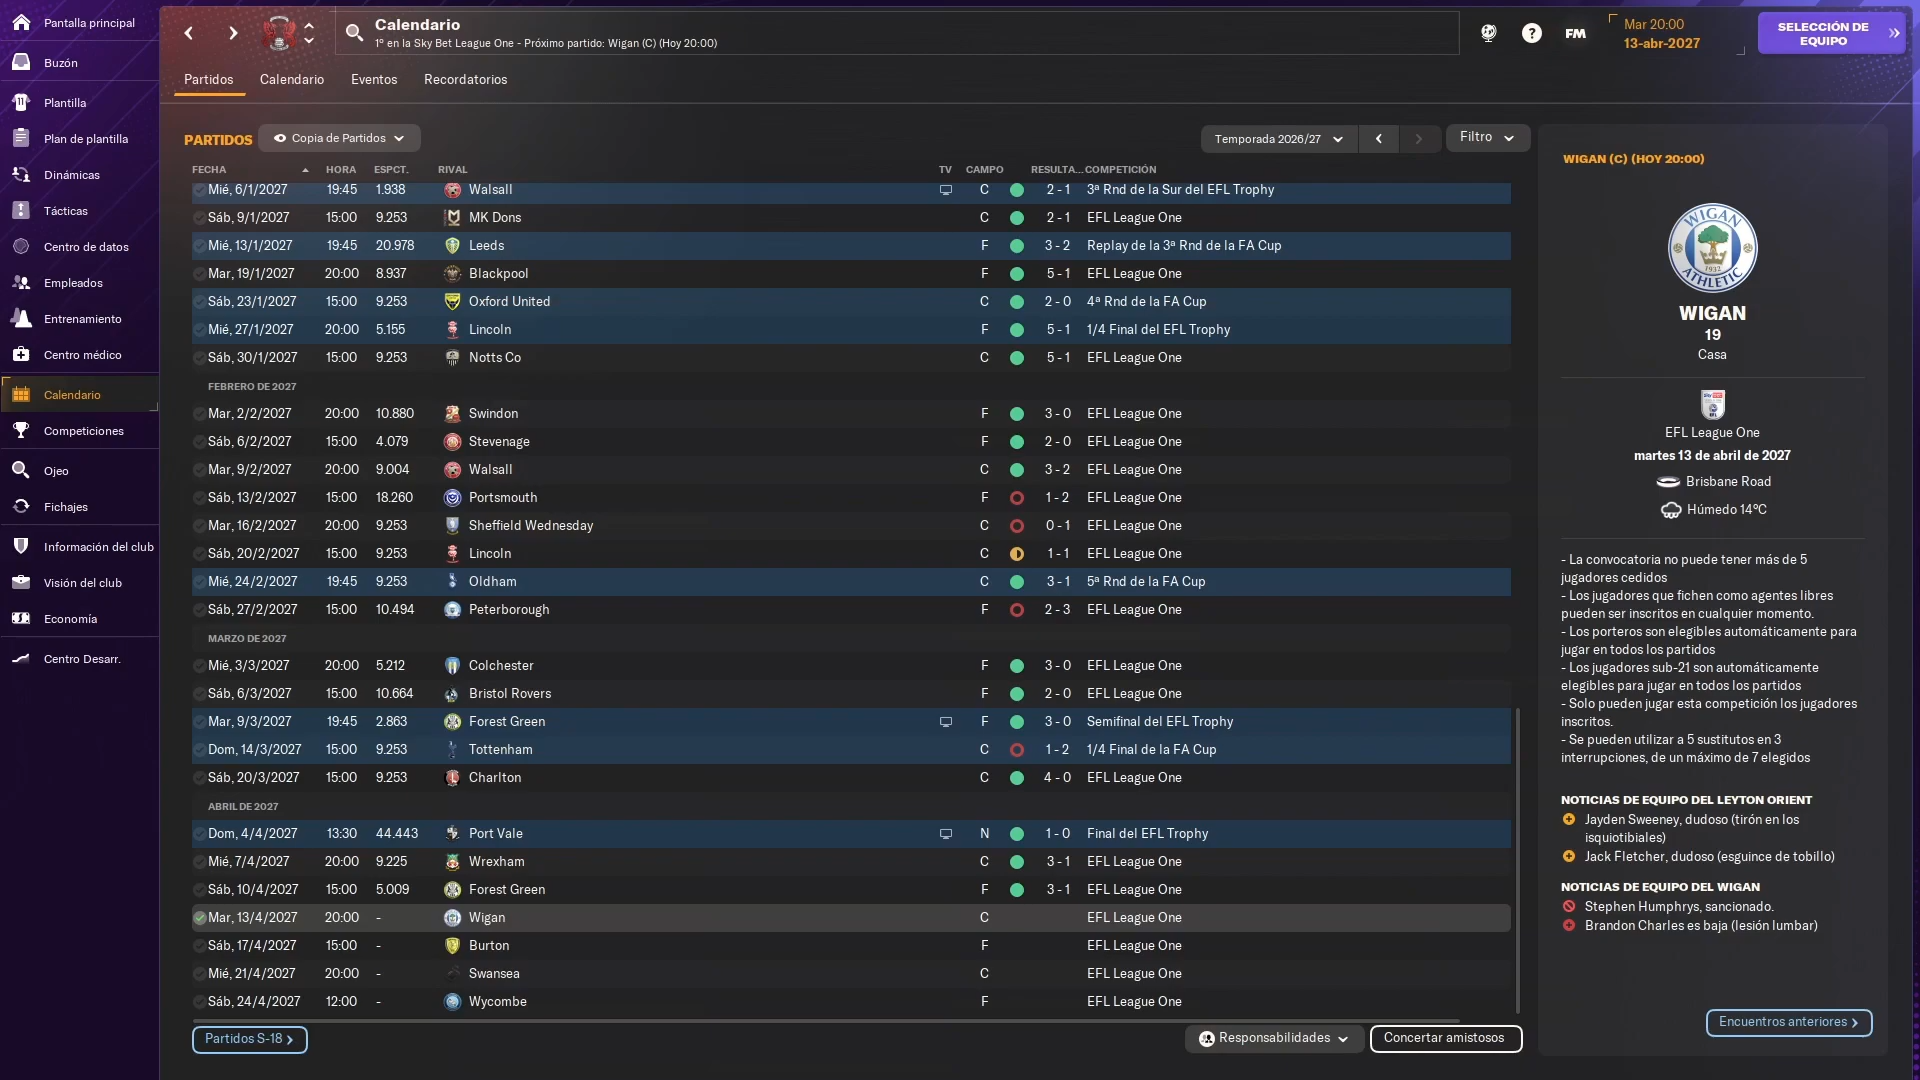 Pantalla principal
Buzón
Plantilla
Plan de plantilla
Dinámicas
Tácticas
Centro de datos
Empleados
Entrenamiento
Centro médico
Calendario
Competiciones
Ojeo
Fichajes
Información del club
Visión del club
Economía
Centro Desarr.
Calendario
1º en la Sky Bet League One - Próximo partido: Wigan (C) (Hoy 20:00)
FM
Mar 20:00
13-abr-2027
SELECCIÓN DE EQUIPO
Partidos Calendario Eventos Recordatorios
PARTIDOS Copia de Partidos Temporada 2026/27 Filtro
FECHA HORA ESPCT. RIVAL TV CAMPO RESULTA... COMPETICIÓN
Mié, 6/1/2027 19:45 1.938 Walsall C 2 - 1 3ª Rnd de la Sur del EFL Trophy
Sáb, 9/1/2027 15:00 9.253 MK Dons C 2 - 1 EFL League One
Mié, 13/1/2027 19:45 20.978 Leeds F 3 - 2 Replay de la 3ª Rnd de la FA Cup
Mar, 19/1/2027 20:00 8.937 Blackpool F 5 - 1 EFL League One
Sáb, 23/1/2027 15:00 9.253 Oxford United C 2 - 0 4ª Rnd de la FA Cup
Mié, 27/1/2027 20:00 5.155 Lincoln F 5 - 1 1/4 Final del EFL Trophy
Sáb, 30/1/2027 15:00 9.253 Notts Co C 5 - 1 EFL League One
FEBRERO DE 2027
Mar, 2/2/2027 20:00 10.880 Swindon F 3 - 0 EFL League One
Sáb, 6/2/2027 15:00 4.079 Stevenage F 2 - 0 EFL League One
Mar, 9/2/2027 20:00 9.004 Walsall C 3 - 2 EFL League One
Sáb, 13/2/2027 15:00 18.260 Portsmouth F 1 - 2 EFL League One
Mar, 16/2/2027 20:00 9.253 Sheffield Wednesday C 0 - 1 EFL League One
Sáb, 20/2/2027 15:00 9.253 Lincoln C 1 - 1 EFL League One
Mié, 24/2/2027 19:45 9.253 Oldham C 3 - 1 5ª Rnd de la FA Cup
Sáb, 27/2/2027 15:00 10.494 Peterborough F 2 - 3 EFL League One
MARZO DE 2027
Mié, 3/3/2027 20:00 5.212 Colchester F 3 - 0 EFL League One
Sáb, 6/3/2027 15:00 10.664 Bristol Rovers F 2 - 0 EFL League One
Mar, 9/3/2027 19:45 2.863 Forest Green F 3 - 0 Semifinal del EFL Trophy
Dom, 14/3/2027 15:00 9.253 Tottenham C 1 - 2 1/4 Final de la FA Cup
Sáb, 20/3/2027 15:00 9.253 Charlton C 4 - 0 EFL League One
ABRIL DE 2027
Dom, 4/4/2027 13:30 44.443 Port Vale N 1 - 0 Final del EFL Trophy
Mié, 7/4/2027 20:00 9.225 Wrexham C 3 - 1 EFL League One
Sáb, 10/4/2027 15:00 5.009 Forest Green F 3 - 1 EFL League One
Mar, 13/4/2027 20:00 - Wigan C EFL League One
Sáb, 17/4/2027 15:00 - Burton F EFL League One
Mié, 21/4/2027 20:00 - Swansea C EFL League One
Sáb, 24/4/2027 12:00 - Wycombe F EFL League One
Partidos S-18 Responsabilidades Concertar amistosos
WIGAN (C) (HOY 20:00)
WIGAN
1932
ATHLETIC
WIGAN
19
Casa
EFL League One
martes 13 de abril de 2027
Brisbane Road
Húmedo 14ºC
- La convocatoria no puede tener más de 5
jugadores cedidos
- Los jugadores que fichen como agentes libres
pueden ser inscritos en cualquier momento.
- Los porteros son elegibles automáticamente para
jugar en todos los partidos
- Los jugadores sub-21 son automáticamente
elegibles para jugar en todos los partidos
- Solo pueden jugar esta competición los jugadores
inscritos.
- Se pueden utilizar a 5 sustitutos en 3
interrupciones, de un máximo de 7 elegidos
NOTICIAS DE EQUIPO DEL LEYTON ORIENT
Jayden Sweeney, dudoso (tirón en los
isquiotibiales)
Jack Fletcher, dudoso (esguince de tobillo)
NOTICIAS DE EQUIPO DEL WIGAN
Stephen Humphrys, sancionado.
Brandon Charles es baja (lesión lumbar)
Encuentros anteriores